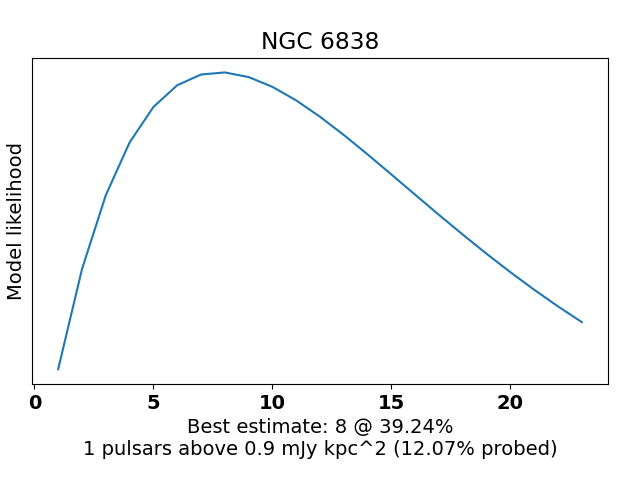 NGC 6838
Model likelihood
0 5 10 15 20
Best estimate: 8 @ 39.24%
1 pulsars above 0.9 mJy kpc^2 (12.07% probed)